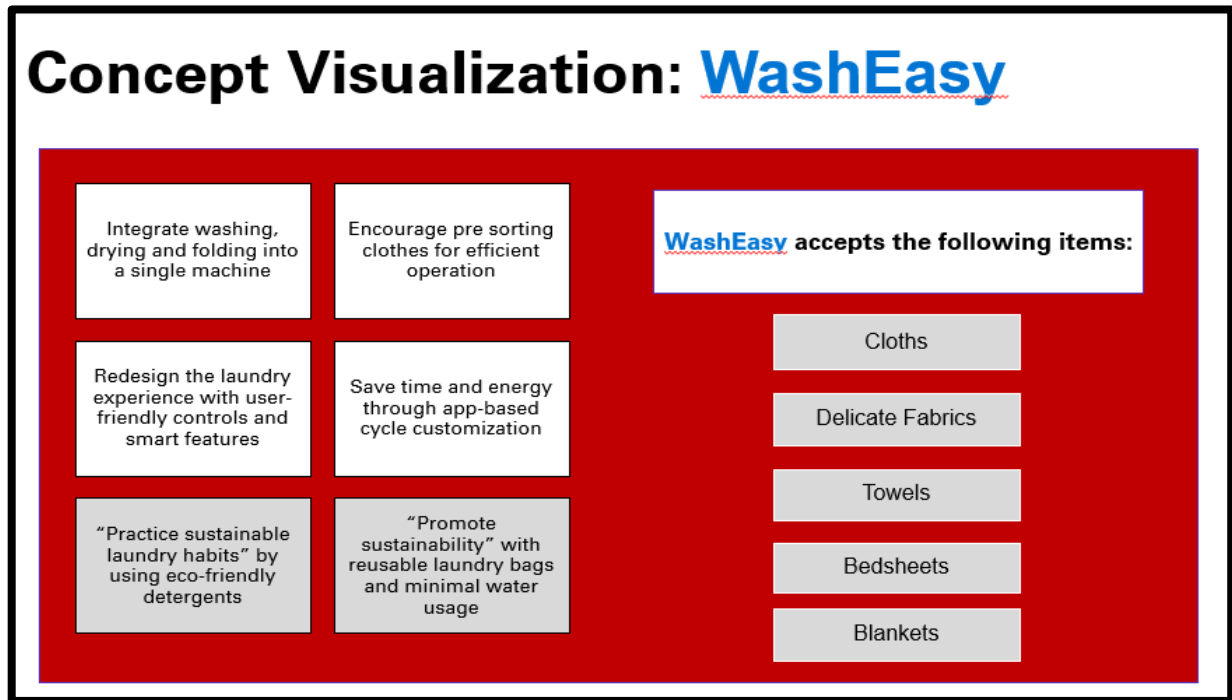 Concept Visualization: WashEasy
Integrate washing,
drying and folding into
a single machine
Encourage pre sorting
clothes for efficient
operation
Redesign the laundry
experience with user-
friendly controls and
smart features
Save time and energy
through app-based
cycle customization
“Practice sustainable
laundry habits” by
using eco-friendly
detergents
“Promote
sustainability” with
reusable laundry bags
and minimal water
usage
WashEasy accepts the following items:
Cloths
Delicate Fabrics
Towels
Bedsheets
Blankets